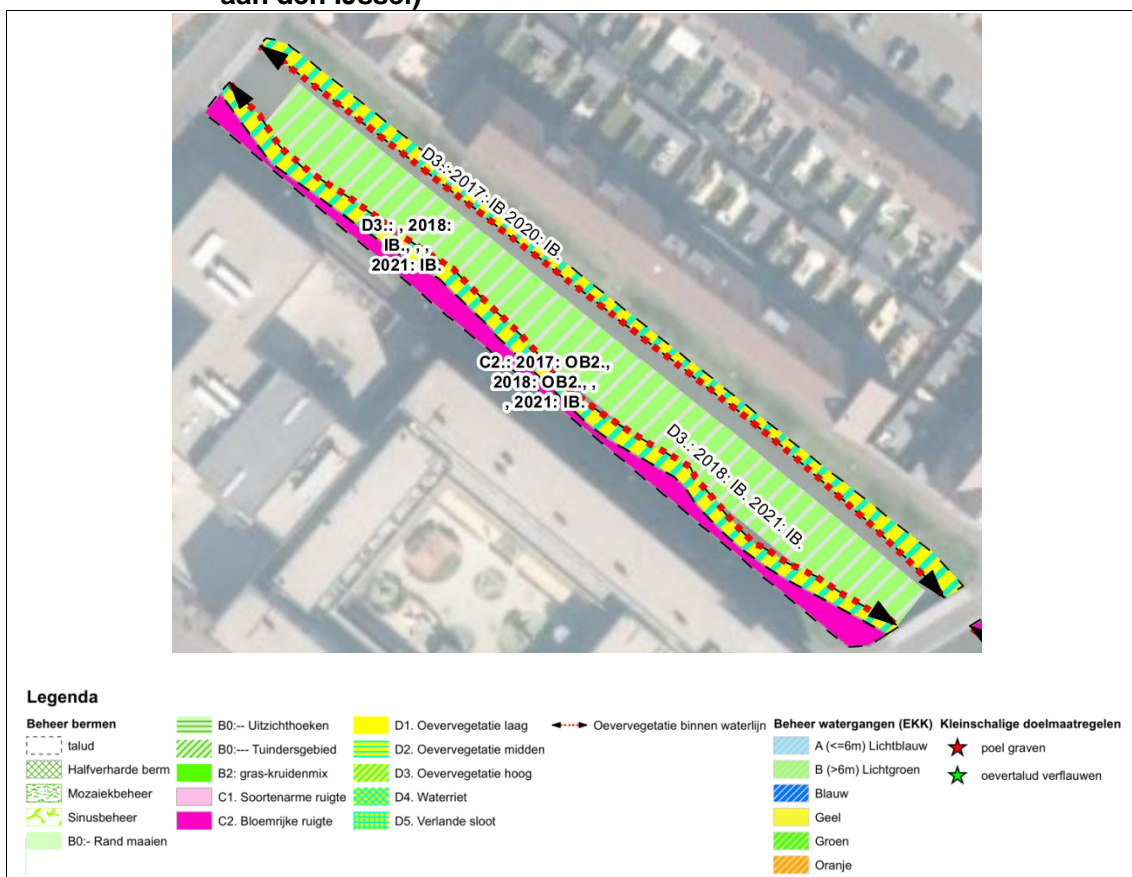 aan den IJssel)
D3.:-2017: IB 2020: IB.
D3.: , 2018:
IB., , ,
2021: IB.
C2.: 2017: OB2.,
2018: OB2., ,
, 2021: IB.
D3.: 2018: IB. 2021: IB.
Legenda
Beheer bermen
talud
Halfverharde berm
Mozaiekbeheer
Sinusbeheer
B0:- Rand maaien
B0:-- Uitzichthoeken
B0:--- Tuindersgebied
B2: gras-kruidenmix
C1. Soortenarme ruigte
C2. Bloemrijke ruigte
D1. Oevervegetatie laag
D2. Oevervegetatie midden
D3. Oevervegetatie hoog
D4. Waterriet
D5. Verlande sloot
Oevervegetatie binnen waterlijn
Beheer watergangen (EKK)
A (<=6m) Lichtblauw
B (>6m) Lichtgroen
Blauw
Geel
Groen
Oranje
Kleinschalige doelmaatregelen
poel graven
oevertalud verflauwen